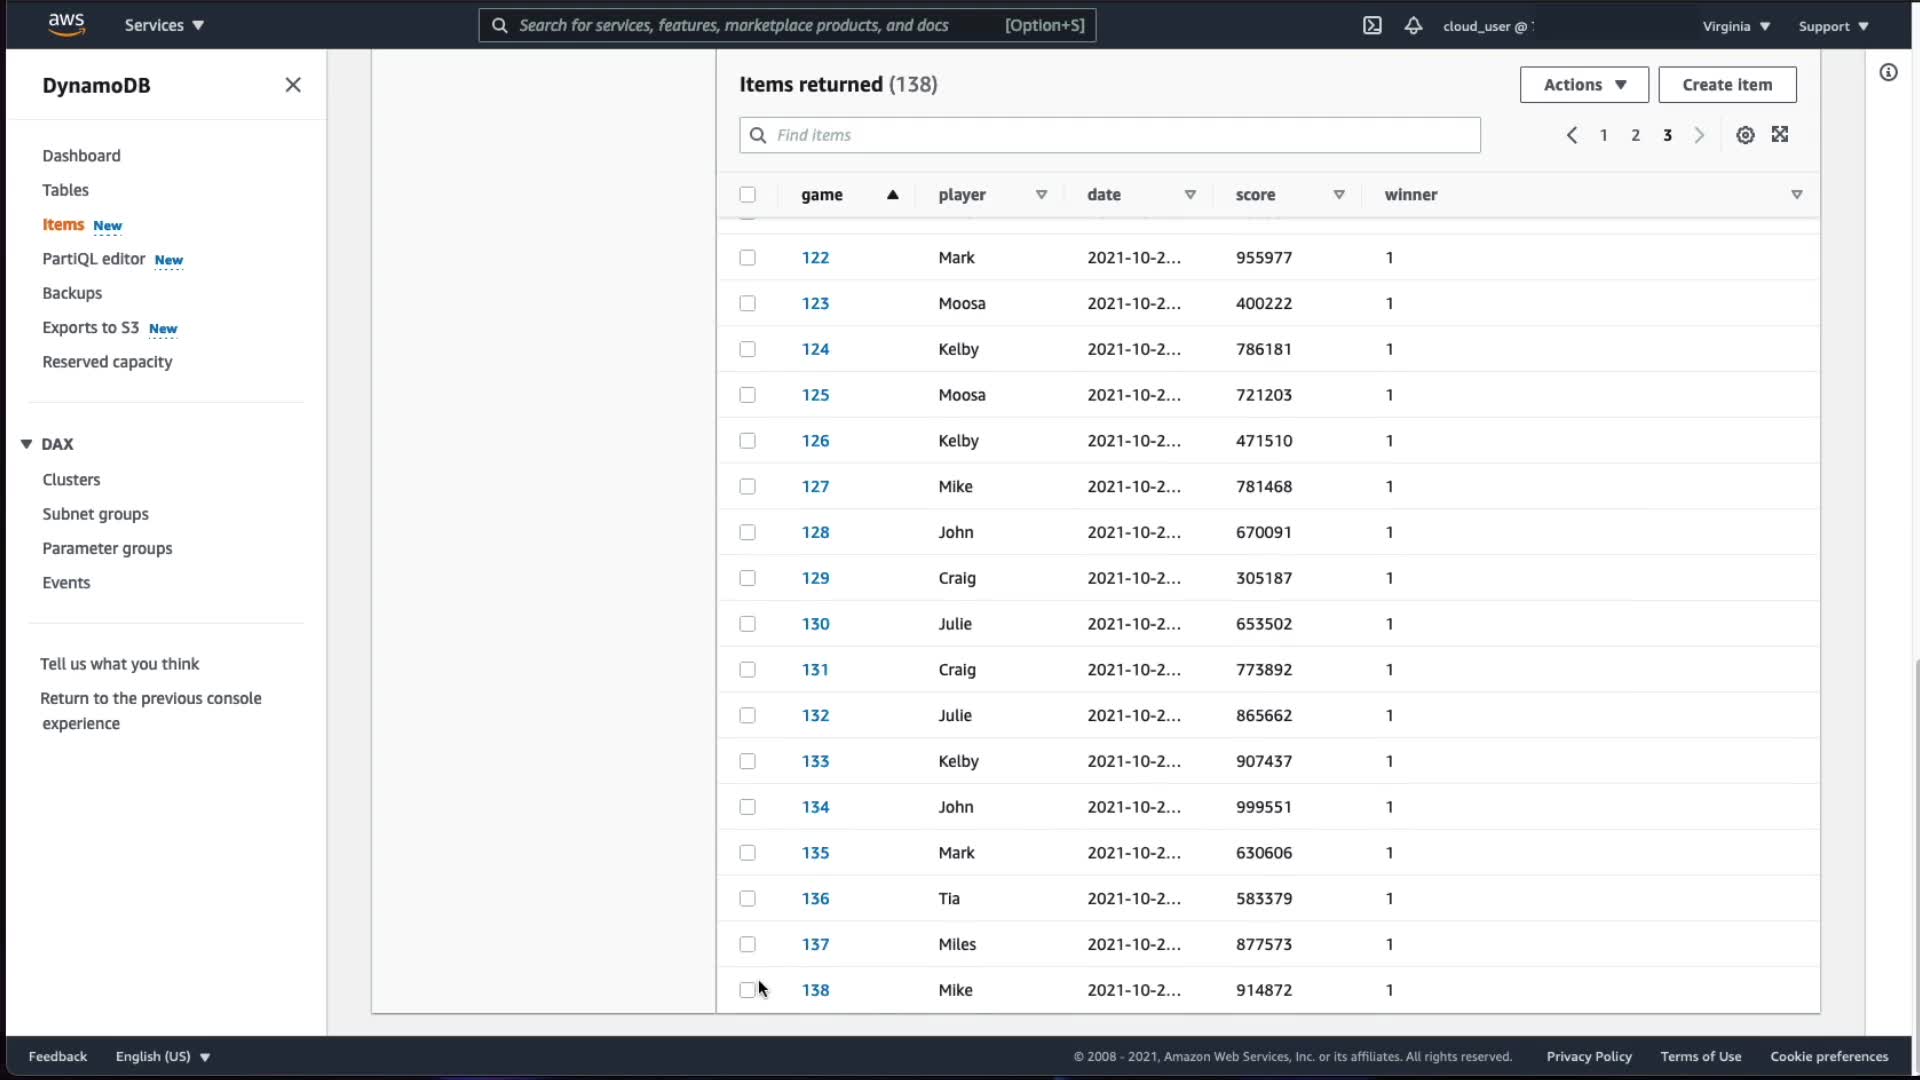 aws Services ▼ Search for services, features, marketplace products, and docs [Option+S] cloud_user @ Virginia ▼ Support ▼
DynamoDB
Dashboard
Tables
Items New
PartiQL editor New
Backups
Exports to S3 New
Reserved capacity
▼ DAX
Clusters
Subnet groups
Parameter groups
Events
Tell us what you think
Return to the previous console
experience
Items returned (138) Actions ▼ Create item
Find items 1 2 3
game player date score winner
122 Mark 2021-10-2... 955977 1
123 Moosa 2021-10-2... 400222 1
124 Kelby 2021-10-2... 786181 1
125 Moosa 2021-10-2... 721203 1
126 Kelby 2021-10-2... 471510 1
127 Mike 2021-10-2... 781468 1
128 John 2021-10-2... 670091 1
129 Craig 2021-10-2... 305187 1
130 Julie 2021-10-2... 653502 1
131 Craig 2021-10-2... 773892 1
132 Julie 2021-10-2... 865662 1
133 Kelby 2021-10-2... 907437 1
134 John 2021-10-2... 999551 1
135 Mark 2021-10-2... 630606 1
136 Tia 2021-10-2... 583379 1
137 Miles 2021-10-2... 877573 1
138 Mike 2021-10-2... 914872 1
Feedback English (US) ▼ © 2008 - 2021, Amazon Web Services, Inc. or its affiliates. All rights reserved. Privacy Policy Terms of Use Cookie preferences